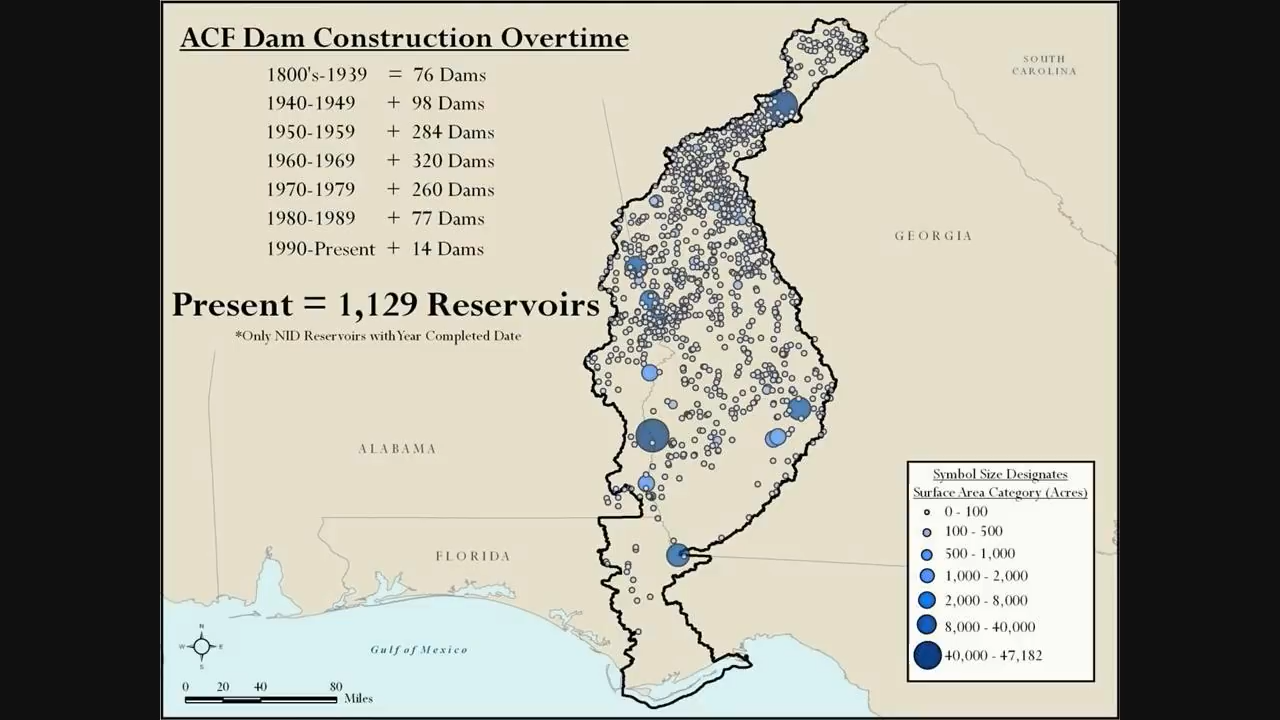 ACF Dam Construction Overtime
1800's-1939 = 76 Dams
1940-1949 + 98 Dams
1950-1959 + 284 Dams
1960-1969 + 320 Dams
1970-1979 + 260 Dams
1980-1989 + 77 Dams
1990-Present + 14 Dams
Present = 1,129 Reservoirs
*Only NID Reservoirs with Year Completed Date
SOUTH
CAROLINA
GEORGIA
ALABAMA
FLORIDA
Gulf of Mexico
N
W E
S
0 20 40 80
Miles
Symbol Size Designates
Surface Area Category (Acres)
0 - 100
100 - 500
500 - 1,000
1,000 - 2,000
2,000 - 8,000
8,000 - 40,000
40,000 - 47,182